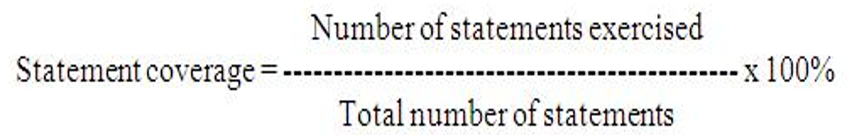 Number of statements exercised
Statement coverage = --------------------------------------------- x 100%
Total number of statements